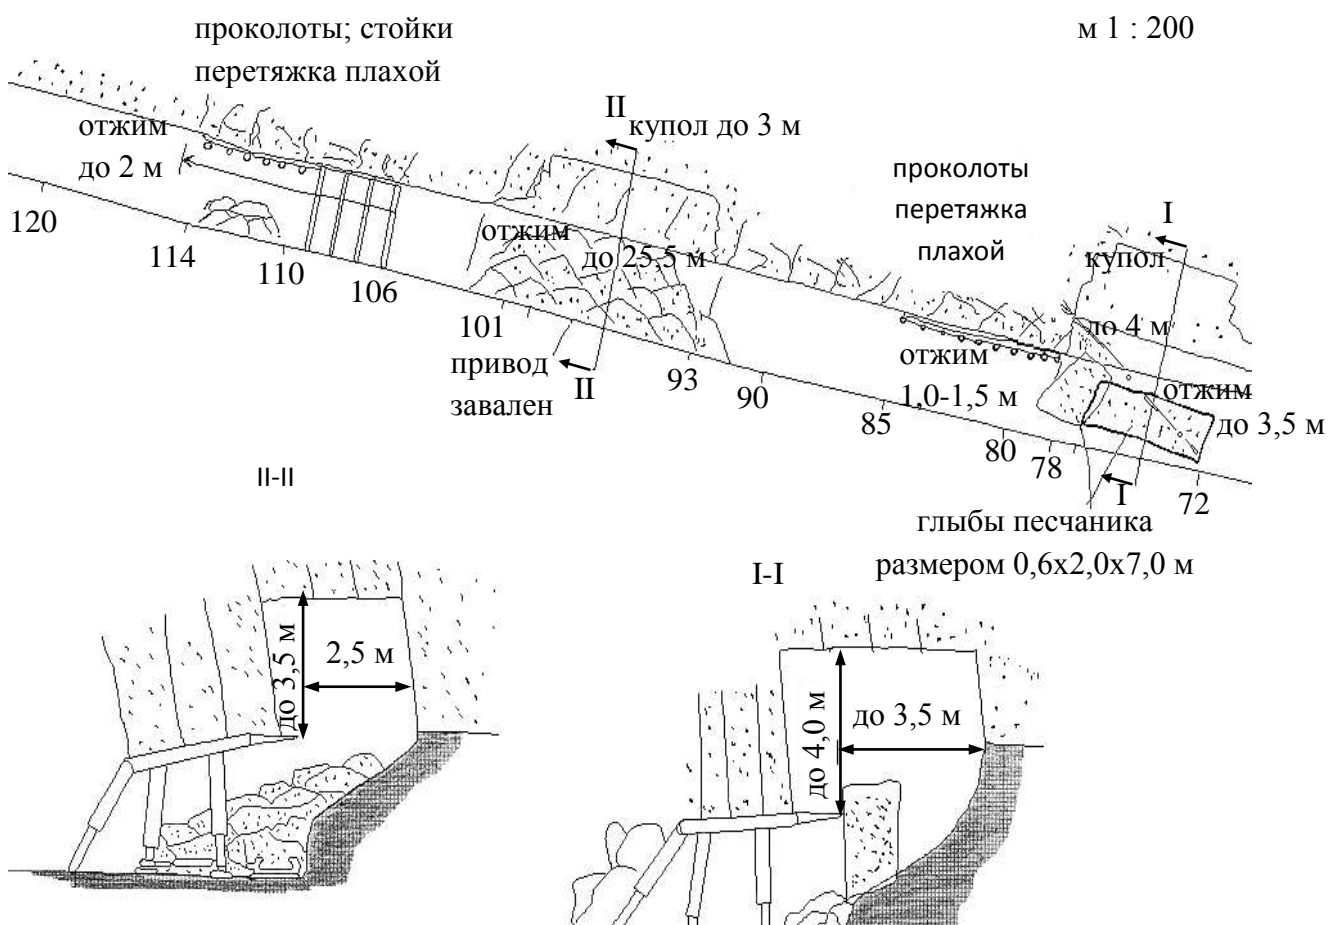 проколоты; стойки
перетяжка плахой
м 1 : 200
II
купол до 3 м
отжим
до 2 м
проколоты
перетяжка
плахой
I
купол
до 4 м
отжим
до 25,5 м
120
114
110
106
101
привод
завален
II
93
90
отжим
1,0-1,5 м
85
80
78
отжим
до 3,5 м
I
72
глыбы песчаника
размером 0,6х2,0х7,0 м
II-II
до 3,5 м
2,5 м
I-I
до 4,0 м
до 3,5 м